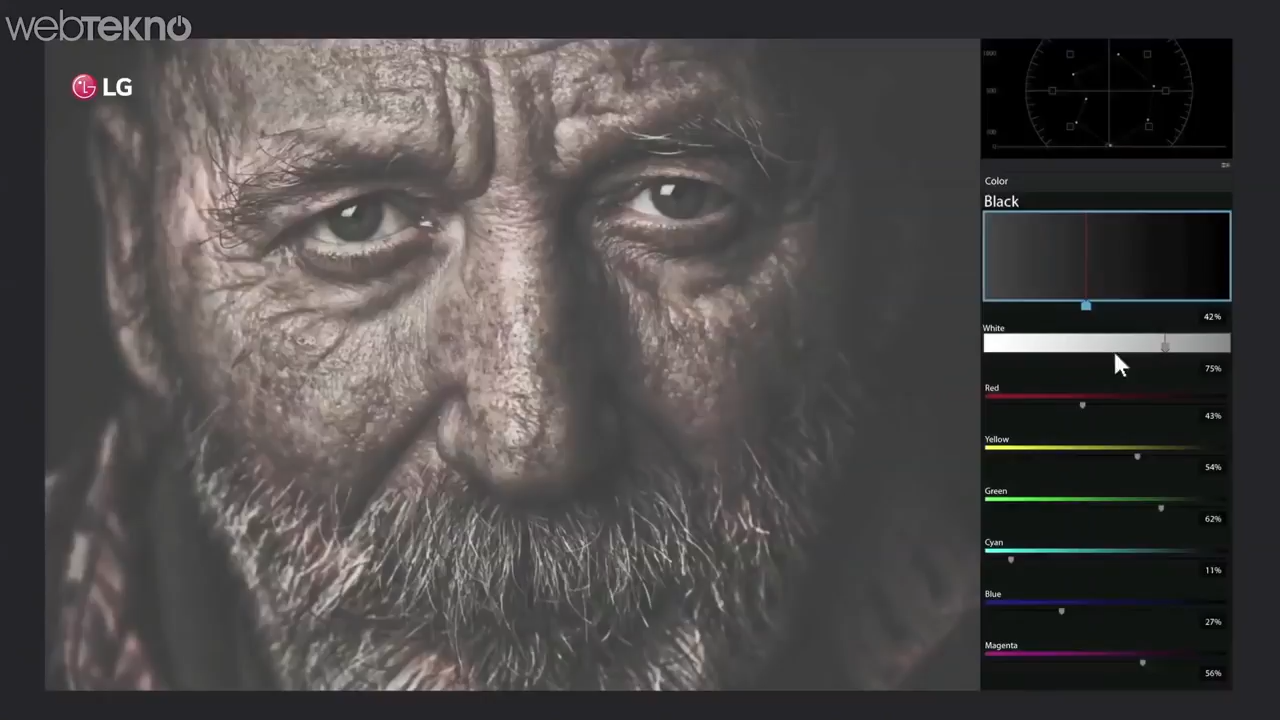 webTEKNO
LG
Color
Black
42%
White
75%
Red
43%
Yellow
54%
Green
62%
Cyan
11%
Blue
27%
Magenta
56%